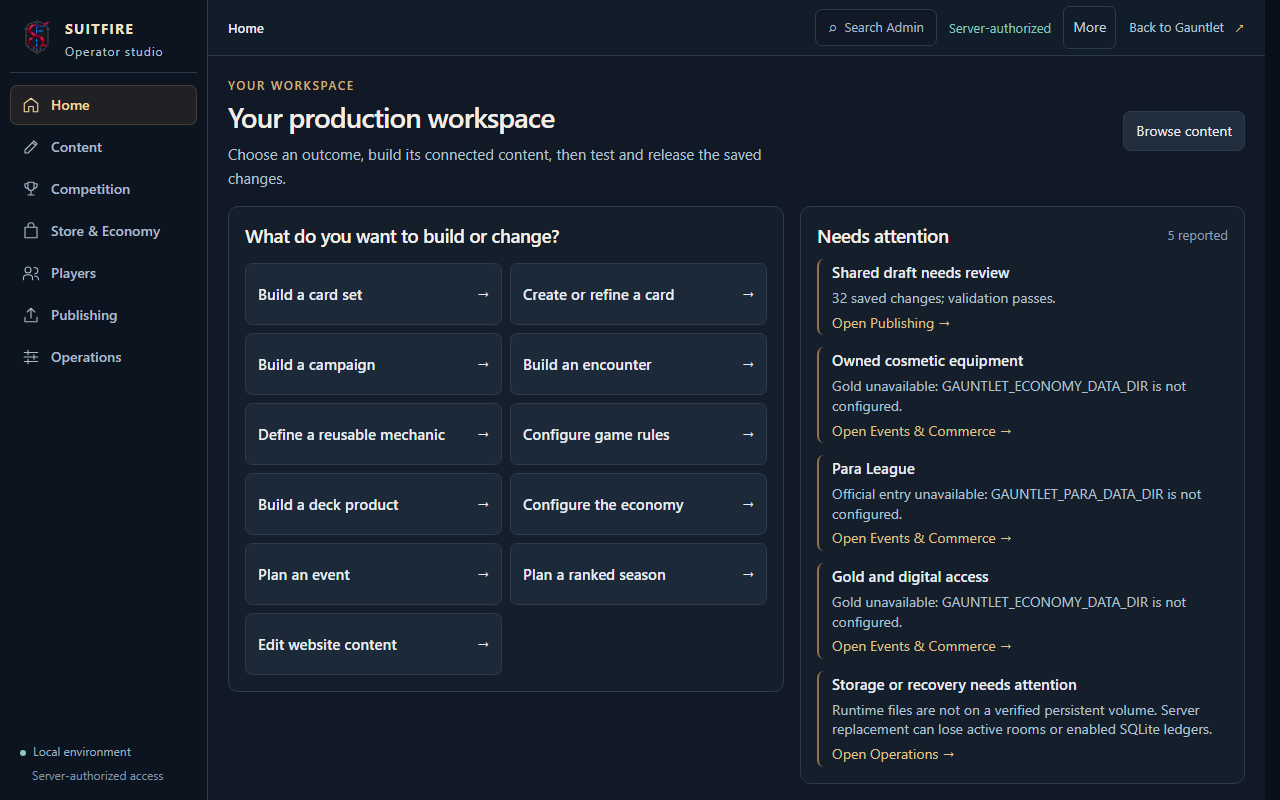 SUITFIRE
Operator studio
Home
Content
Competition
Store & Economy
Players
Publishing
Operations
Local environment
Server-authorized access
Home
Search Admin
Server-authorized
More
Back to Gauntlet ↗
YOUR WORKSPACE
Your production workspace
Choose an outcome, build its connected content, then test and release the saved
changes.
Browse content
What do you want to build or change?
Build a card set →
Create or refine a card →
Build a campaign →
Build an encounter →
Define a reusable mechanic →
Configure game rules →
Build a deck product →
Configure the economy →
Plan an event →
Plan a ranked season →
Edit website content →
Needs attention
5 reported
Shared draft needs review
32 saved changes; validation passes.
Open Publishing →
Owned cosmetic equipment
Gold unavailable: GAUNTLET_ECONOMY_DATA_DIR is not
configured.
Open Events & Commerce →
Para League
Official entry unavailable: GAUNTLET_PARA_DATA_DIR is not
configured.
Open Events & Commerce →
Gold and digital access
Gold unavailable: GAUNTLET_ECONOMY_DATA_DIR is not
configured.
Open Events & Commerce →
Storage or recovery needs attention
Runtime files are not on a verified persistent volume. Server
replacement can lose active rooms or enabled SQLite ledgers.
Open Operations →